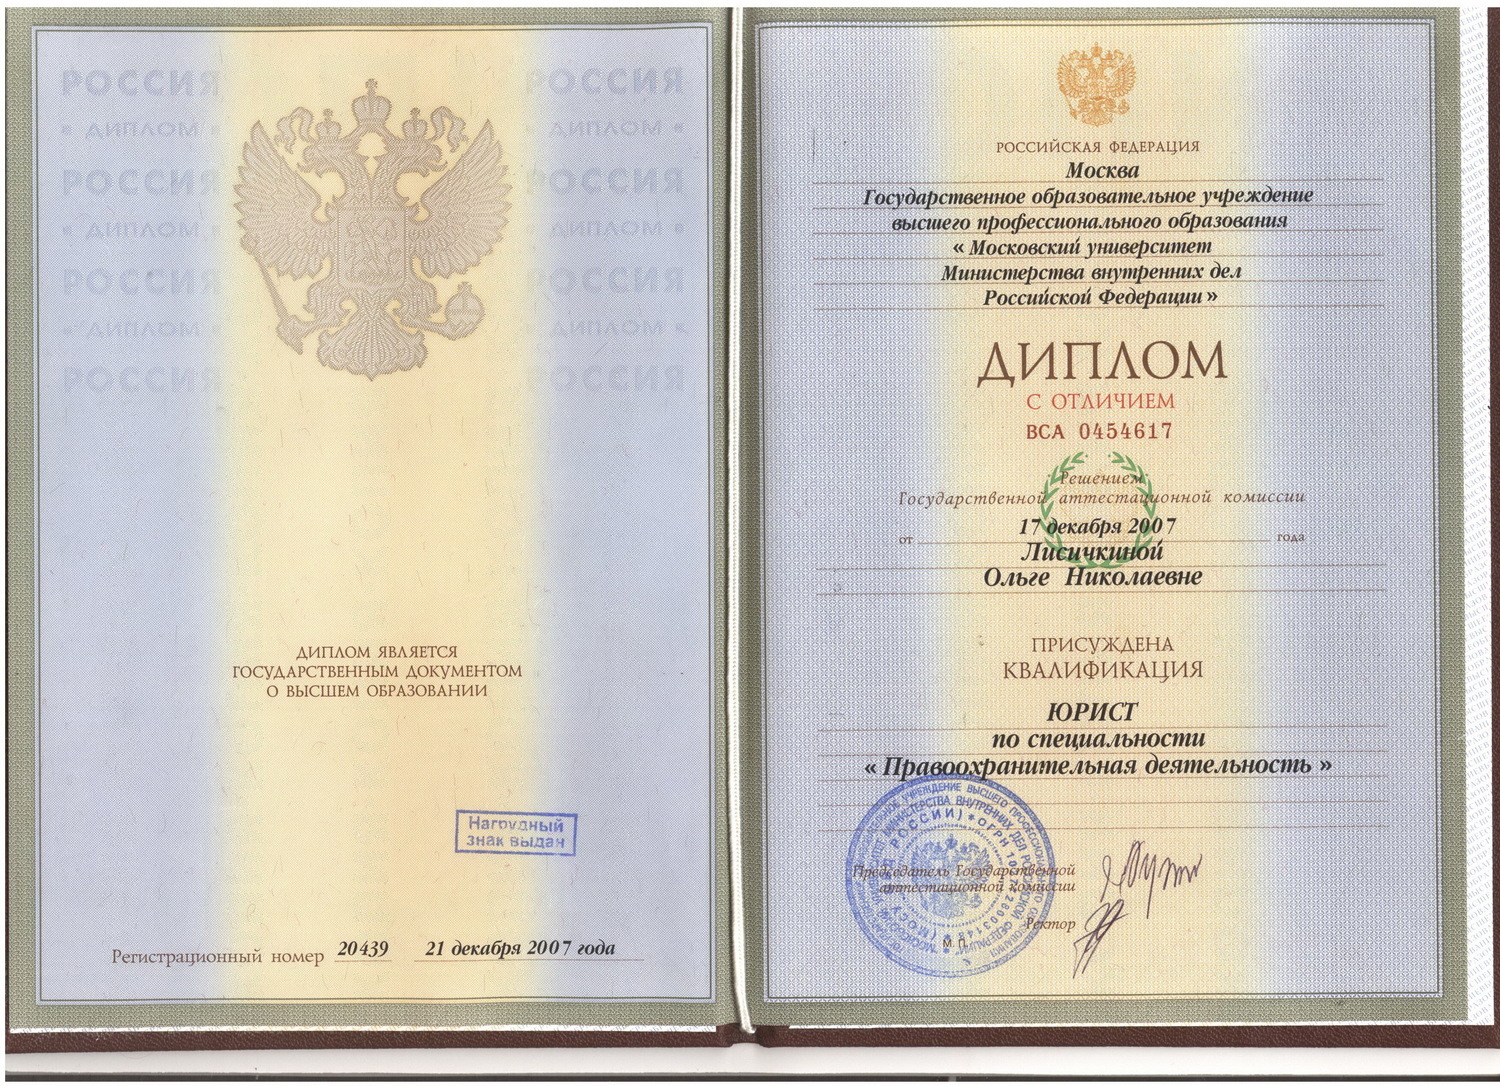 РОССИЯ РОССИЯ
« ДИПЛОМ « « ДИПЛОМ «
РОССИЯ РОССИЯ
« ДИПЛОМ « « ДИПЛОМ «
РОССИЯ РОССИЯ
« ДИПЛОМ « « ДИПЛОМ «
РОССИЯ РОССИЯ
ДИПЛОМ ЯВЛЯЕТСЯ
ГОСУДАРСТВЕННЫМ ДОКУМЕНТОМ
О ВЫСШЕМ ОБРАЗОВАНИИ
Нагрудный
знак выдан
Регистрационный номер 20439 21 декабря 2007 года
РОССИЙСКАЯ ФЕДЕРАЦИЯ
Москва
Государственное образовательное учреждение
высшего профессионального образования
« Московский университет
Министерства внутренних дел
Российской Федерации »
ДИПЛОМ
С ОТЛИЧИЕМ
ВСА 0454617
Решением
Государственной аттестационной комиссии
от 17 декабря 2007 года
Лисичкиной
Ольге Николаевне
ПРИСУЖДЕНА
КВАЛИФИКАЦИЯ
ЮРИСТ
по специальности
« Правоохранительная деятельность »
Председатель Государственной
аттестационной комиссии
Ректор
М. П.